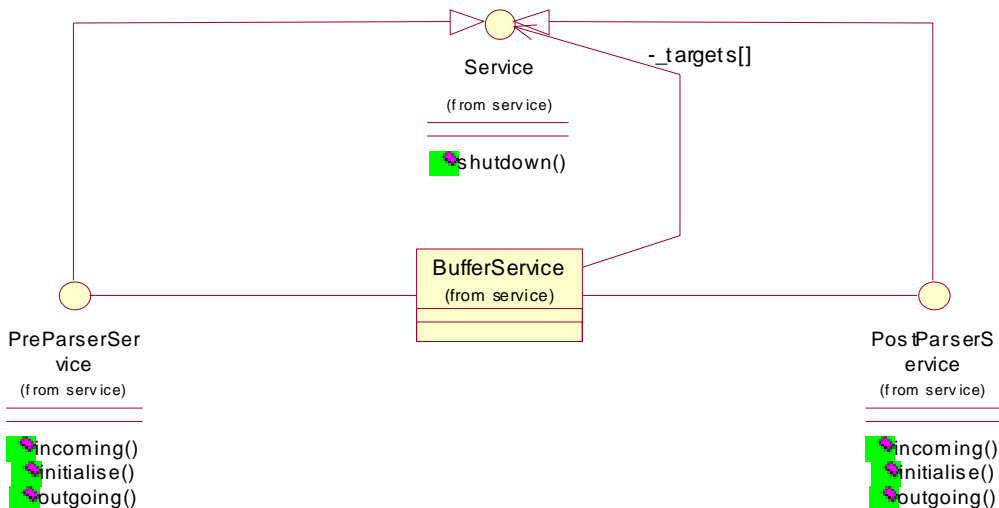 -_targets[]
Service
(from service)
shutdown()
BufferService
(from service)
PreParserSer
vice
(from service)
incoming()
initialise()
outgoing()
PostParserS
ervice
(from service)
incoming()
initialise()
outgoing()